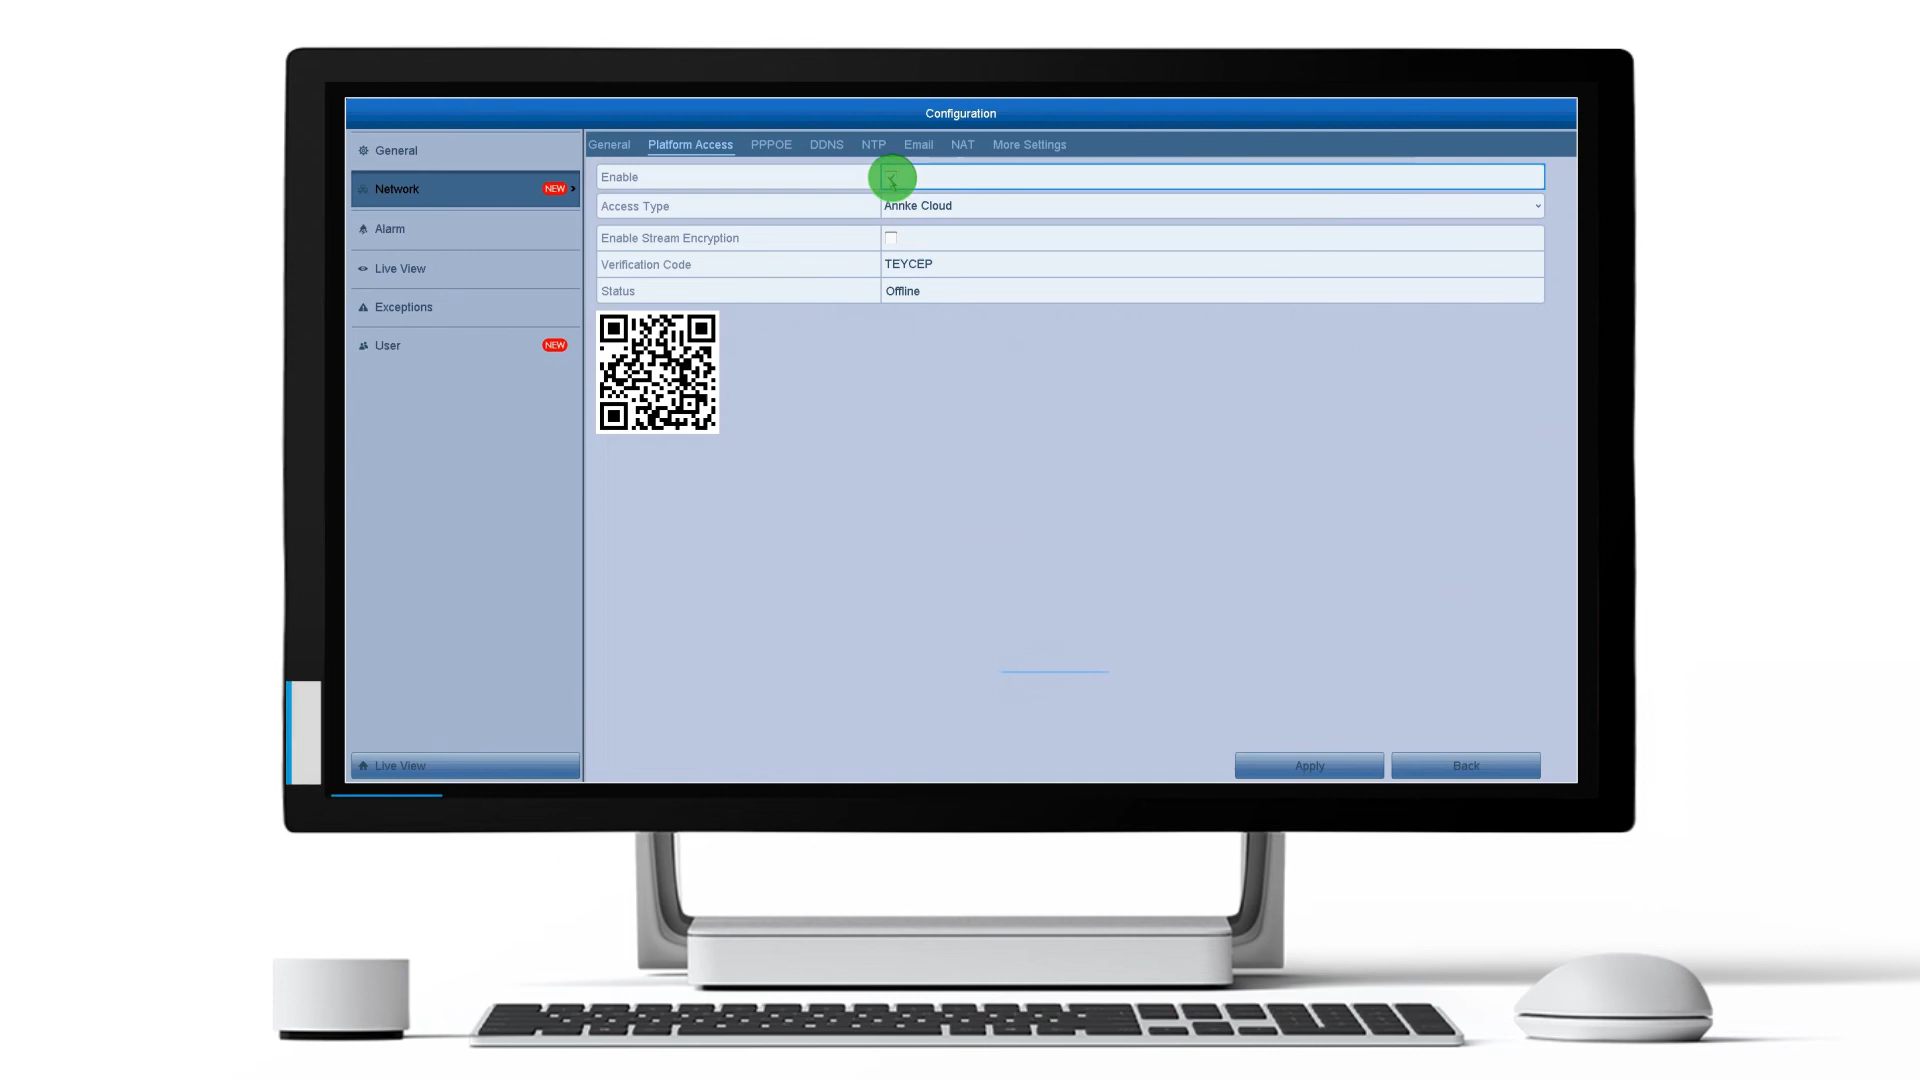 Configuration
General
Network NEW >
Alarm
Live View
Exceptions
User NEW
Live View
General Platform Access PPPOE DDNS NTP Email NAT More Settings
Enable
Access Type Annke Cloud
Enable Stream Encryption
Verification Code TEYCEP
Status Offline
Apply Back